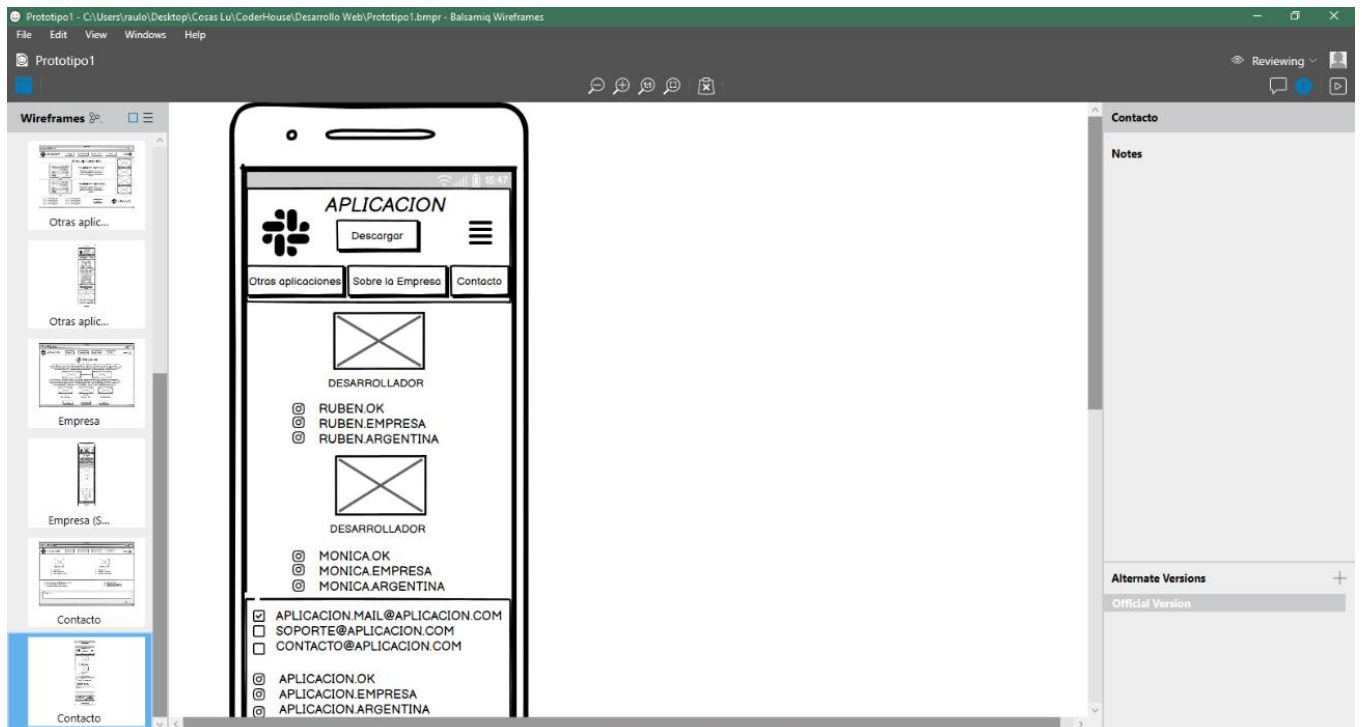 Prototipo1 - C:\Users\raulo\Desktop\Cosas Lu\CoderHouse\Desarrollo Web\Prototipo1.bmpr - Balsamiq Wireframes
File Edit View Windows Help
Prototipo1
Reviewing
Wireframes
Otras aplic...
Otras aplic...
Empresa
Empresa (S...
Contacto
Contacto
15:47
APLICACION
Descargar
Otras aplicaciones Sobre la Empresa Contacto
DESARROLLADOR
RUBEN.OK
RUBEN.EMPRESA
RUBEN.ARGENTINA
DESARROLLADOR
MONICA.OK
MONICA.EMPRESA
MONICA.ARGENTINA
APLICACION.MAIL@APLICACION.COM
SOPORTE@APLICACION.COM
CONTACTO@APLICACION.COM
APLICACION.OK
APLICACION.EMPRESA
APLICACION.ARGENTINA
Contacto
Notes
Alternate Versions
Official Version